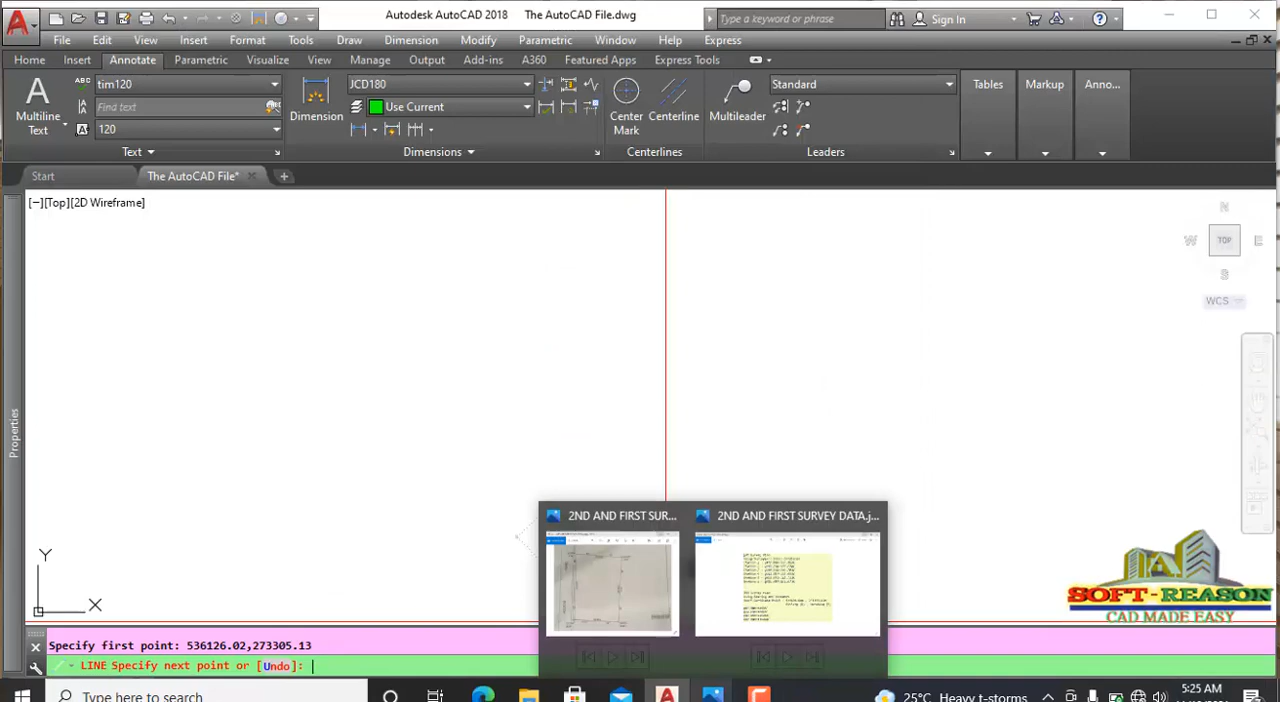 Autodesk AutoCAD 2018 The AutoCAD File.dwg
Type a keyword or phrase
Sign In
File Edit View Insert Format Tools Draw Dimension Modify Parametric Window Help Express
Home Insert Annotate Parametric Visualize View Manage Output Add-ins A360 Featured Apps Express Tools
Multiline
Text
tim120
Find text
120
Dimension
JCD180
Use Current
Center
Mark
Centerline
Multileader
Standard
Tables
Markup
Anno...
Text
Dimensions
Centerlines
Leaders
Start
The AutoCAD File*
[−][Top][2D Wireframe]
N
W
TOP
E
S
WCS
Properties
2ND AND FIRST SUR...
2ND AND FIRST SURVEY DATA.j...
Y
X
SOFT-REASON
CAD MADE EASY
Specify first point: 536126.02,273305.13
LINE Specify next point or [Undo]:
Type here to search
25°C Heavy t-storms
5:25 AM